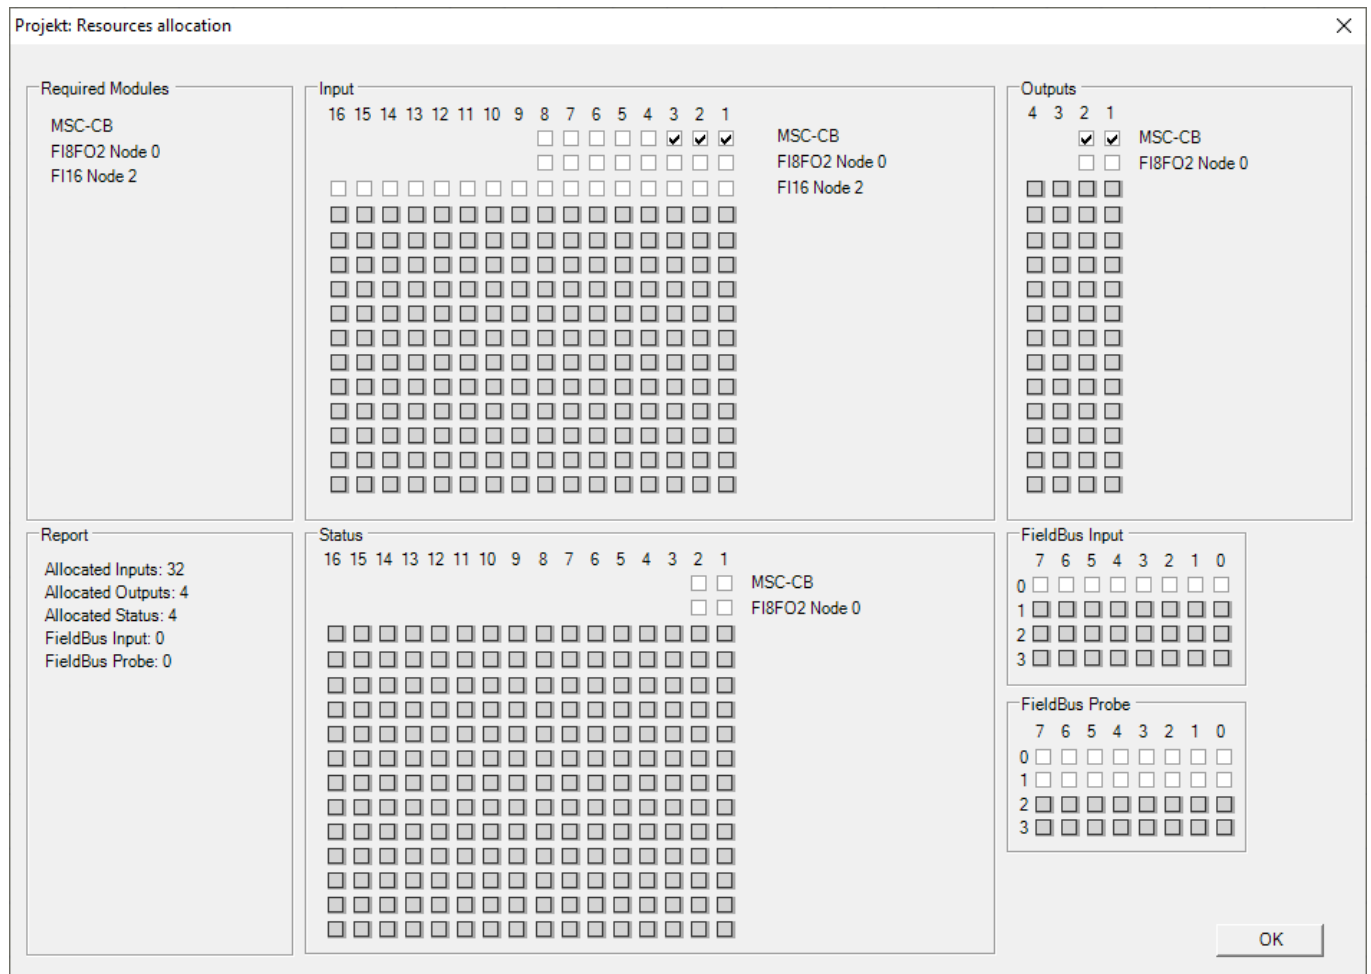 Projekt: Resources allocation
Required Modules
MSC-CB
FI8FO2 Node 0
FI16 Node 2
Input
16 15 14 13 12 11 10 9 8 7 6 5 4 3 2 1
MSC-CB
FI8FO2 Node 0
FI16 Node 2
Outputs
4 3 2 1
MSC-CB
FI8FO2 Node 0
Report
Allocated Inputs: 32
Allocated Outputs: 4
Allocated Status: 4
FieldBus Input: 0
FieldBus Probe: 0
Status
16 15 14 13 12 11 10 9 8 7 6 5 4 3 2 1
MSC-CB
FI8FO2 Node 0
FieldBus Input
7 6 5 4 3 2 1 0
0
1
2
3
FieldBus Probe
7 6 5 4 3 2 1 0
0
1
2
3
OK